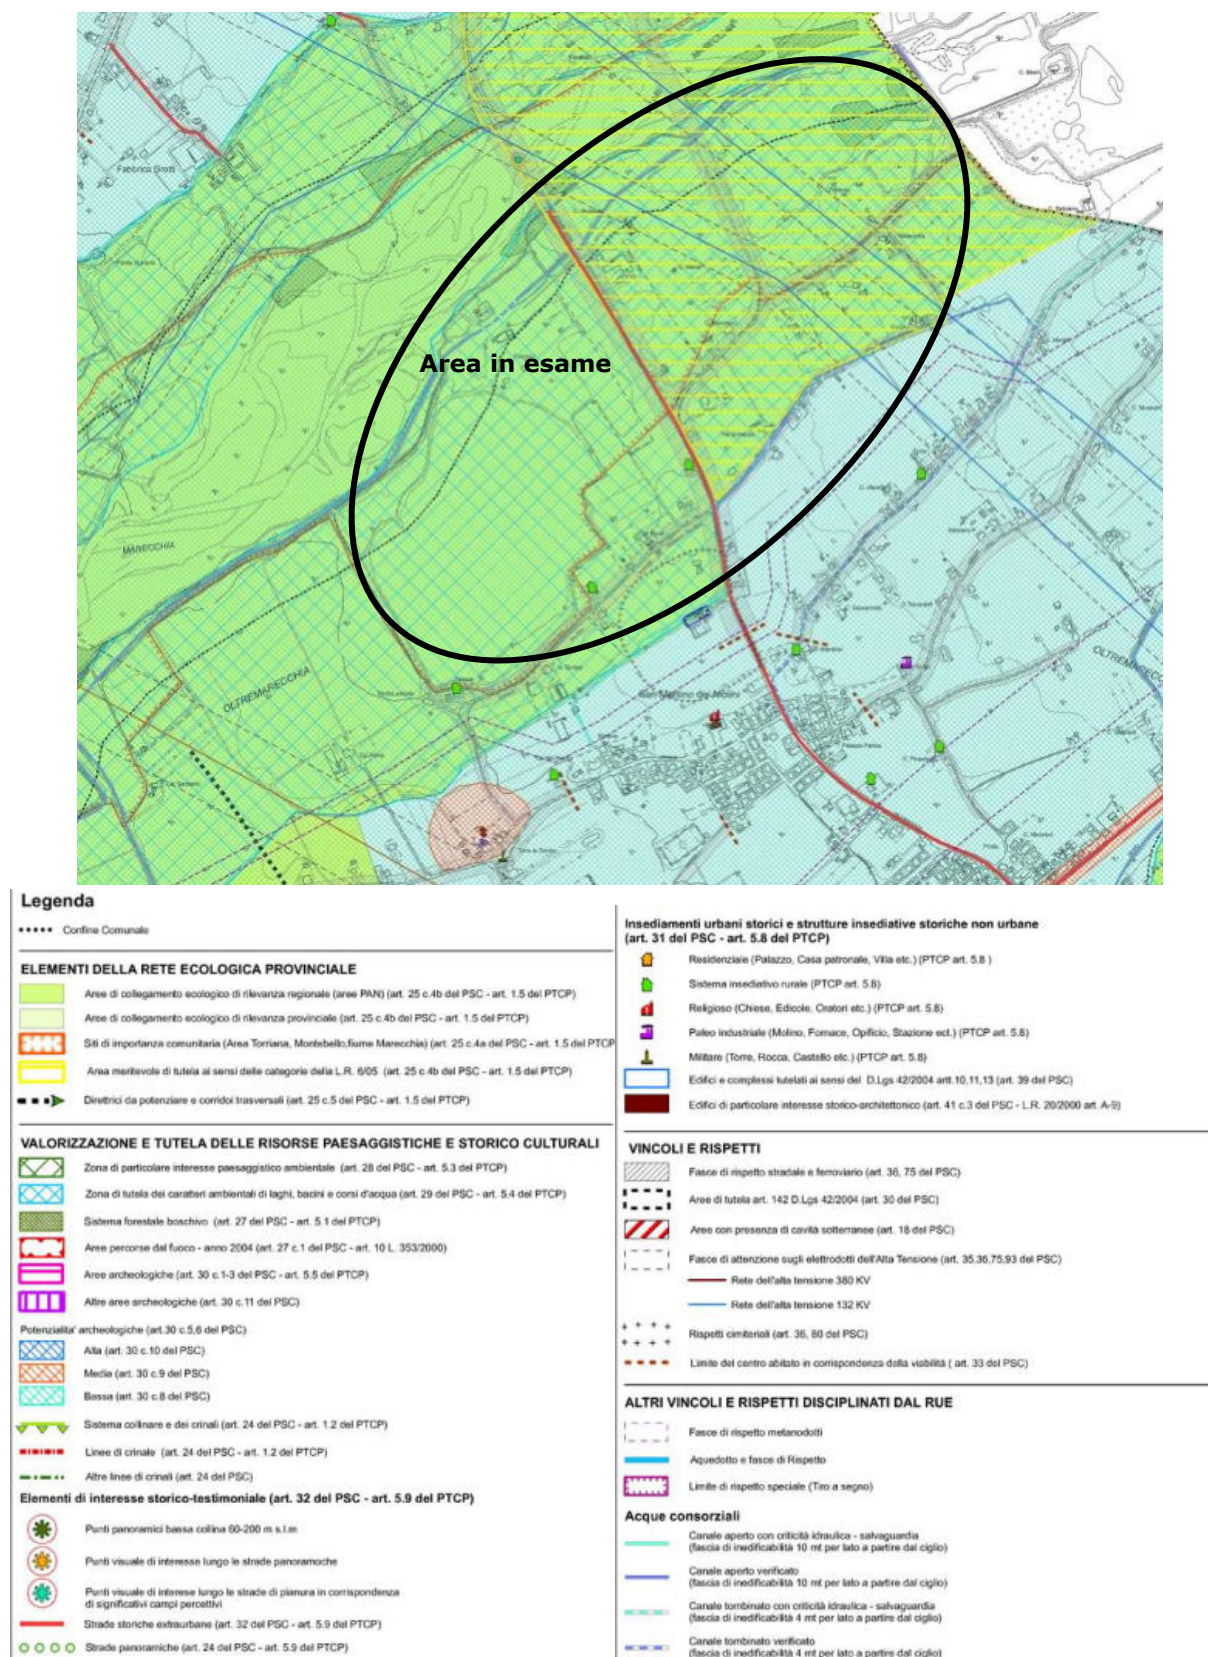 Fabbrica Grotti
Area in esame
MARECCHIA
OLTREMARECCHIA
San Martino dei Molini
Legenda
Confine Comunale
ELEMENTI DELLA RETE ECOLOGICA PROVINCIALE
Aree di collegamento ecologico di rilevanza regionale (aree PAN) (art. 25 c.4b del PSC - art. 1.5 del PTCP)
Aree di collegamento ecologico di rilevanza provinciale (art. 25 c.4b del PSC - art. 1.5 del PTCP)
Siti di importanza comunitaria (Area Torriana, Montebello,fiume Marecchia) (art. 25 c.4a del PSC - art. 1.5 del PTCP
Area meritevole di tutela ai sensi delle categorie della L.R. 6/05 (art. 25 c.4b del PSC - art. 1.5 del PTCP)
Direttrici da potenziare e corridoi trasversali (art. 25 c.5 del PSC - art. 1.5 del PTCP)
VALORIZZAZIONE E TUTELA DELLE RISORSE PAESAGGISTICHE E STORICO CULTURALI
Zona di particolare interesse paesaggistico ambientale (art. 28 del PSC - art. 5.3 del PTCP)
Zona di tutela dei caratteri ambientali di laghi, bacini e corsi d'acqua (art. 29 del PSC - art. 5.4 del PTCP)
Sistema forestale boschivo (art. 27 del PSC - art. 5.1 del PTCP)
Aree percorse dal fuoco - anno 2004 (art. 27 c.1 del PSC - art. 10 L. 353/2000)
Aree archeologiche (art. 30 c.1-3 del PSC - art. 5.5 del PTCP)
Altre aree archeologiche (art. 30 c.11 del PSC)
Potenzialita' archeologiche (art.30 c.5,6 del PSC)
Alta (art. 30 c.10 del PSC)
Media (art. 30 c.9 del PSC)
Bassa (art. 30 c.8 del PSC)
Sistema collinare e dei crinali (art. 24 del PSC - art. 1.2 del PTCP)
Linee di crinale (art. 24 del PSC - art. 1.2 del PTCP)
Altre linee di crinali (art. 24 del PSC)
Elementi di interesse storico-testimoniale (art. 32 del PSC - art. 5.9 del PTCP)
Punti panoramici bassa collina 60-200 m s.l.m
Punti visuale di interesse lungo le strade panoramoche
Punti visuale di interese lungo le strade di pianura in corrispondenza
di significativi campi percettivi
Strade storiche extraurbane (art. 32 del PSC - art. 5.9 del PTCP)
Strade panoramiche (art. 24 del PSC - art. 5.9 del PTCP)
Insediamenti urbani storici e strutture insediative storiche non urbane
(art. 31 del PSC - art. 5.8 del PTCP)
Residenziale (Palazzo, Casa patronale, Villa etc.) (PTCP art. 5.8 )
Sistema insediativo rurale (PTCP art. 5.8)
Religioso (Chiese, Edicole, Oratori etc.) (PTCP art. 5.8)
Paleo industriale (Molino, Fornace, Opificio, Stazione ect.) (PTCP art. 5.8)
Militare (Torre, Rocca, Castello etc.) (PTCP art. 5.8)
Edifici e complessi tutelati ai sensi del D.Lgs 42/2004 artt.10,11,13 (art. 39 del PSC)
Edifici di particolare interesse storico-architettonico (art. 41 c.3 del PSC - L.R. 20/2000 art. A-9)
VINCOLI E RISPETTI
Fasce di rispetto stradale e ferroviario (art. 36, 75 del PSC)
Aree di tutela art. 142 D.Lgs 42/2004 (art. 30 del PSC)
Aree con presenza di cavità sotterranee (art. 18 del PSC)
Fasce di attenzione sugli elettrodotti dell'Alta Tensione (art. 35,36,75,93 del PSC)
Rete dell'alta tensione 380 KV
Rete dell'alta tensione 132 KV
Rispetti cimiteriali (art. 36, 80 del PSC)
Limite del centro abitato in corrispondenza della viabilità ( art. 33 del PSC)
ALTRI VINCOLI E RISPETTI DISCIPLINATI DAL RUE
Fasce di rispetto metanodotti
Aquedotto e fasce di Rispetto
Limite di rispetto speciale (Tiro a segno)
Acque consorziali
Canale aperto con criticità idraulica - salvaguardia
(fascia di inedificabilità 10 mt per lato a partire dal ciglio)
Canale aperto verificato
(fascia di inedificabilità 10 mt per lato a partire dal ciglio)
Canale tombinato con criticità idraulica - salvaguardia
(fascia di inedificabilità 4 mt per lato a partire dal ciglio)
Canale tombinato verificato
(fascia di inedificabilità 4 mt per lato a partire dal ciglio)